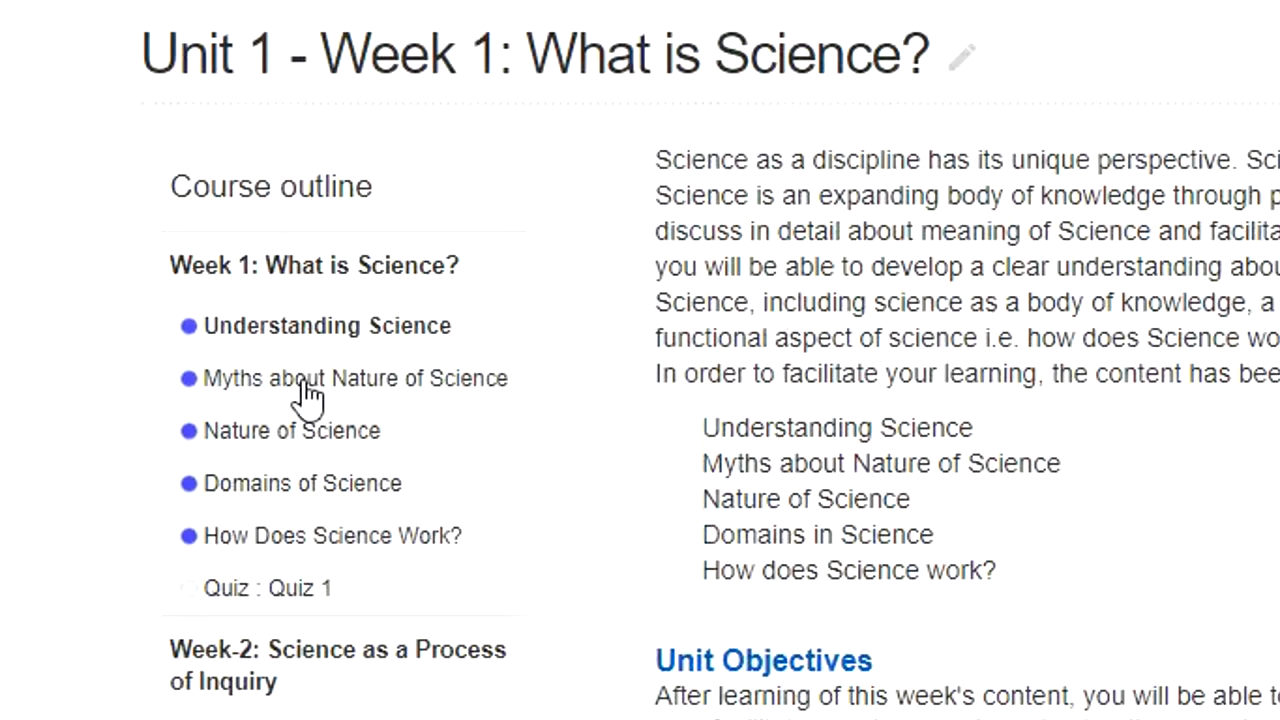 Unit 1 - Week 1: What is Science?
Course outline
Week 1: What is Science?
Understanding Science
Myths about Nature of Science
Nature of Science
Domains of Science
How Does Science Work?
Quiz : Quiz 1
Week-2: Science as a Process
of Inquiry
Science as a discipline has its unique perspective.
Science is an expanding body of knowledge through
discuss in detail about meaning of Science and
you will be able to develop a clear understanding
Science, including science as a body of knowledge, a
functional aspect of science i.e. how does Science
In order to facilitate your learning, the content has
Understanding Science
Myths about Nature of Science
Nature of Science
Domains in Science
How does Science work?
Unit Objectives
After learning of this week's content, you will be able